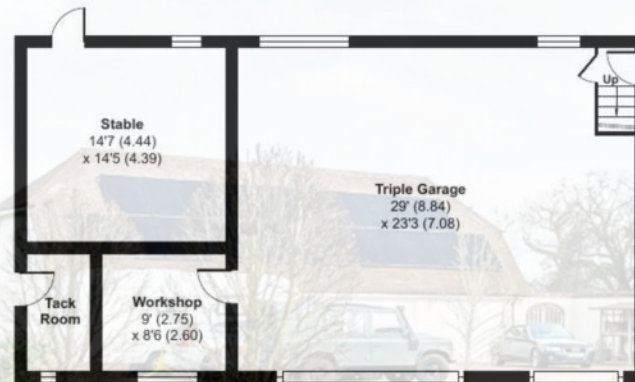 Stable
14'7 (4.44)
x 14'5 (4.39)
Up
Triple Garage
29' (8.84)
x 23'3 (7.08)
Tack
Room
Workshop
9' (2.75)
x 8'6 (2.60)